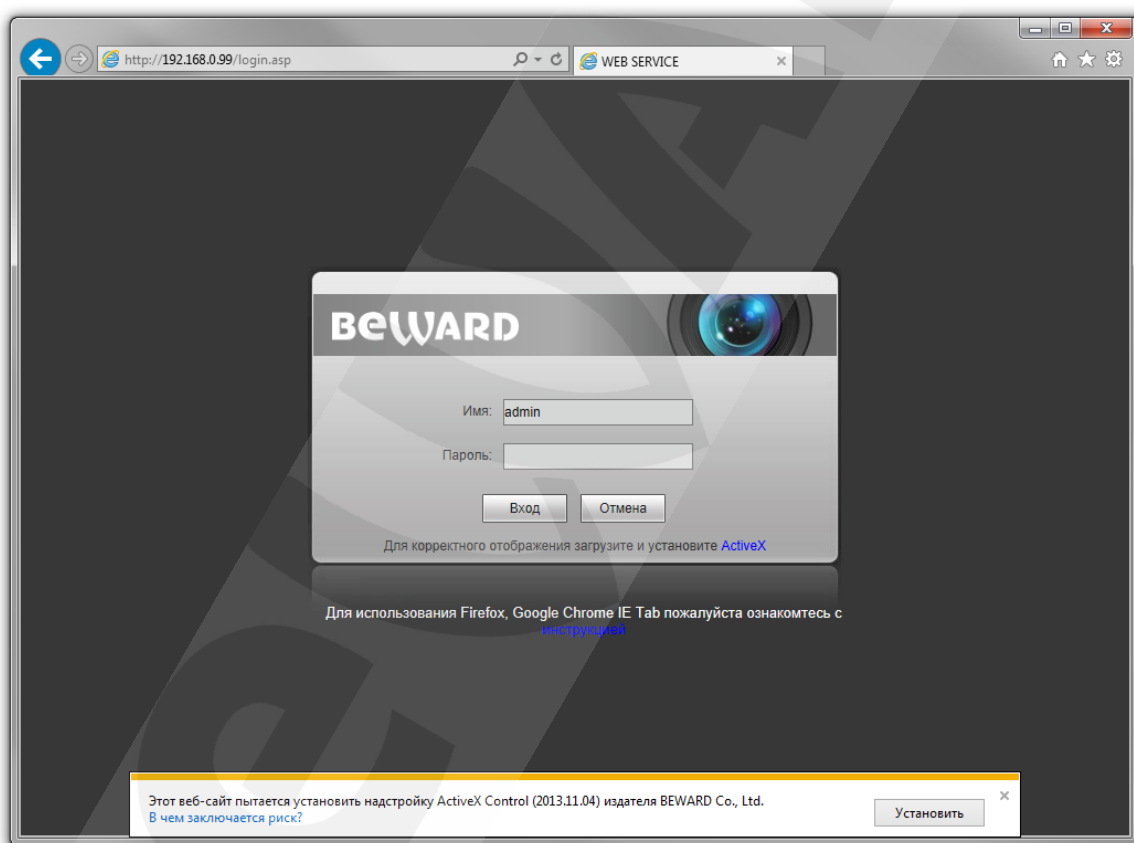 http://192.168.0.99/login.asp
WEB SERVICE
BEWARD
Имя: admin
Пароль:
Вход Отмена
Для корректного отображения загрузите и установите ActiveX
Для использования Firefox, Google Chrome IE Tab пожалуйста ознакомтесь с
инструкцией
Этот веб-сайт пытается установить надстройку ActiveX Control (2013.11.04) издателя BEWARD Co., Ltd.
В чем заключается риск?
Установить